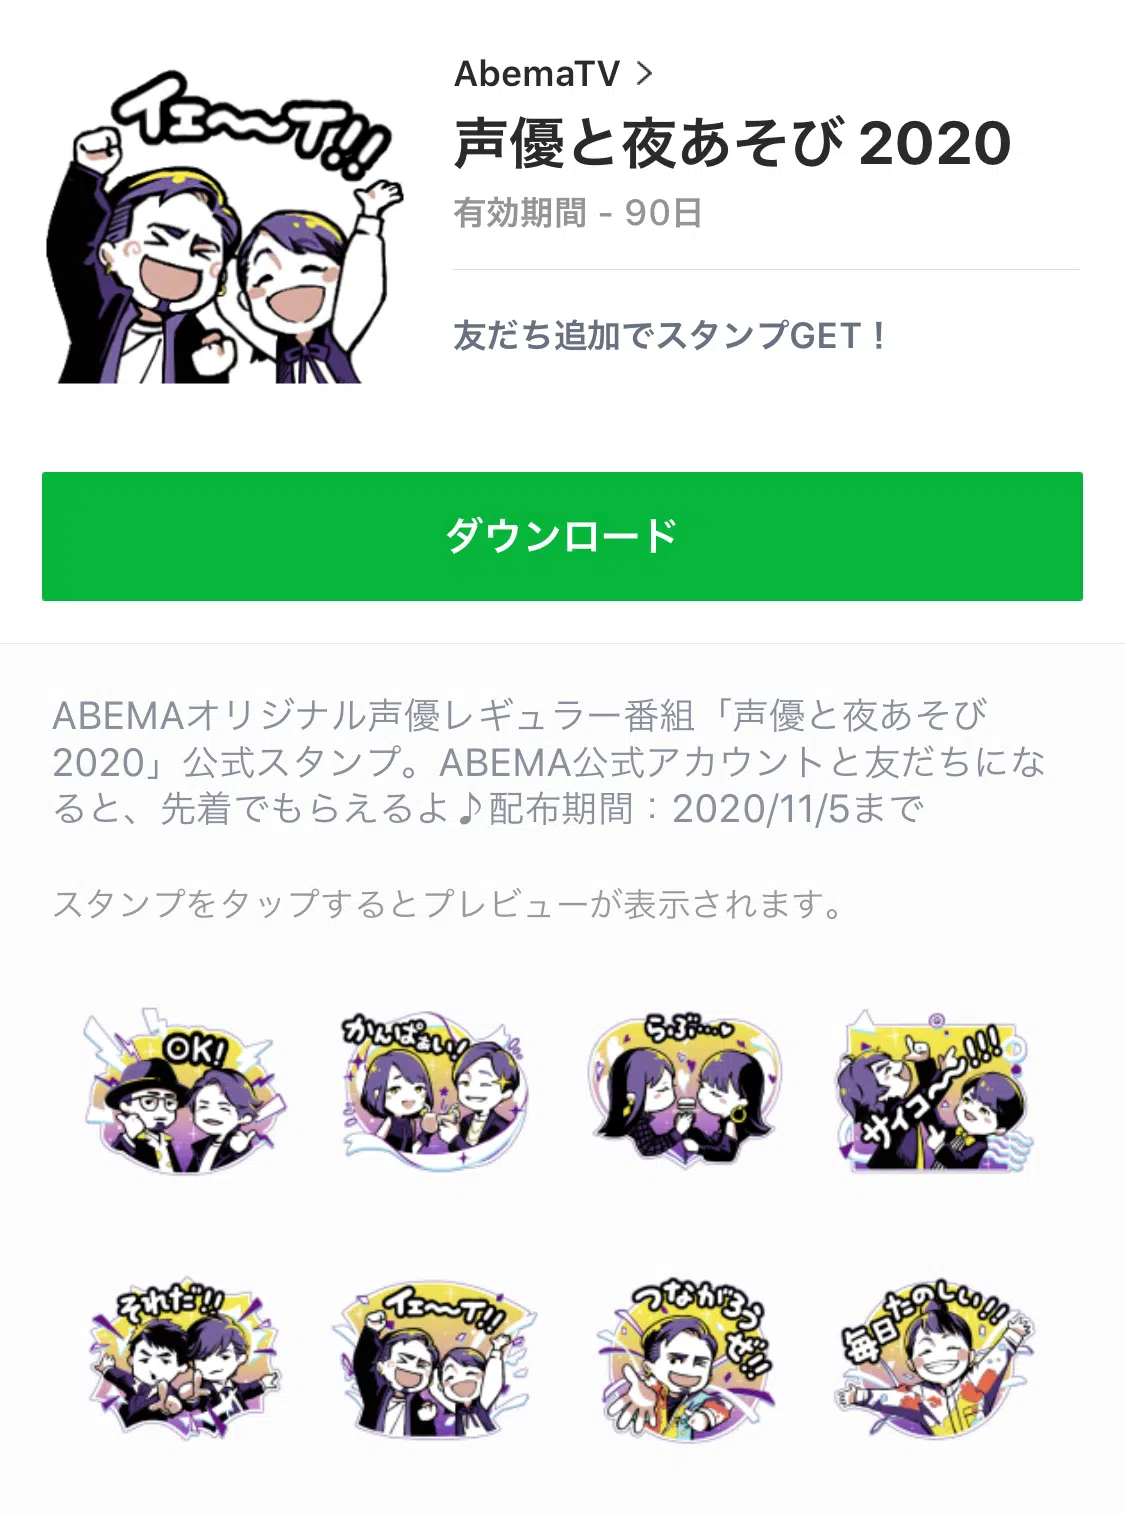 イェ〜〜イ!!
AbemaTV >
声優と夜あそび 2020
有効期間 - 90日
友だち追加でスタンプGET！
ダウンロード
ABEMAオリジナル声優レギュラー番組「声優と夜あそび
2020」公式スタンプ。ABEMA公式アカウントと友だちにな
ると、先着でもらえるよ♪配布期間：2020/11/5まで
スタンプをタップするとプレビューが表示されます。
OK!
かんぱぁい!
らぶ…♥
サイコ〜〜!!!
それだ!!
イェ〜〜イ!!
つながろうぜ!!
毎日たのしい!!